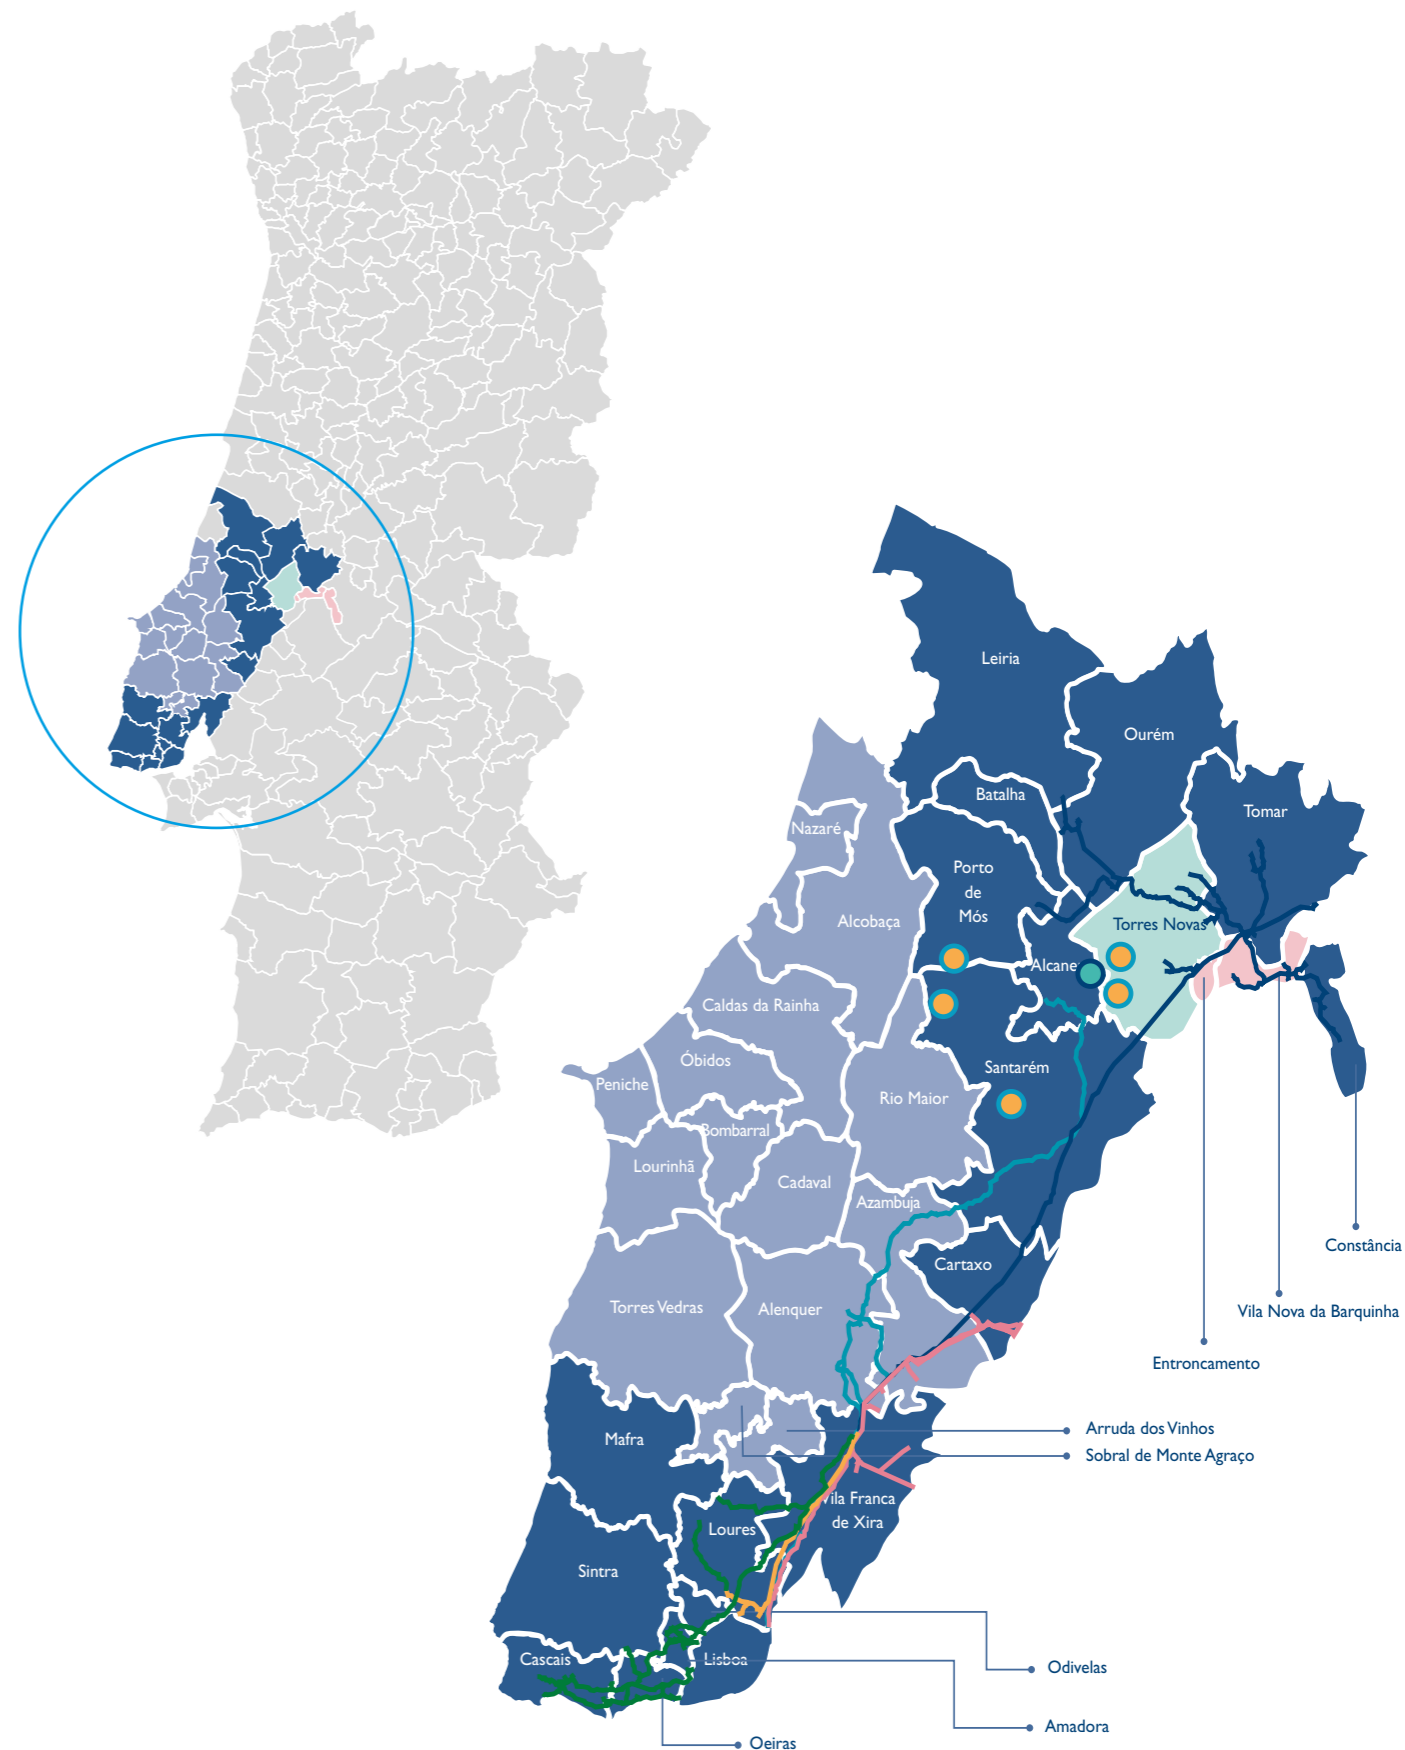 Leiria
Ourém
Batalha
Tomar
Nazaré
Porto
de
Mós
Alcobaça
Torres Novas
Alcane
Caldas da Rainha
Óbidos
Santarém
Peniche
Rio Maior
Bombarral
Lourinhã
Cadaval
Azambuja
Constância
Cartaxo
Torres Vedras
Alenquer
Vila Nova da Barquinha
Entroncamento
Arruda dos Vinhos
Mafra
Sobral de Monte Agraço
Vila Franca
de Xira
Loures
Sintra
Cascais
Lisboa
Odivelas
Amadora
Oeiras